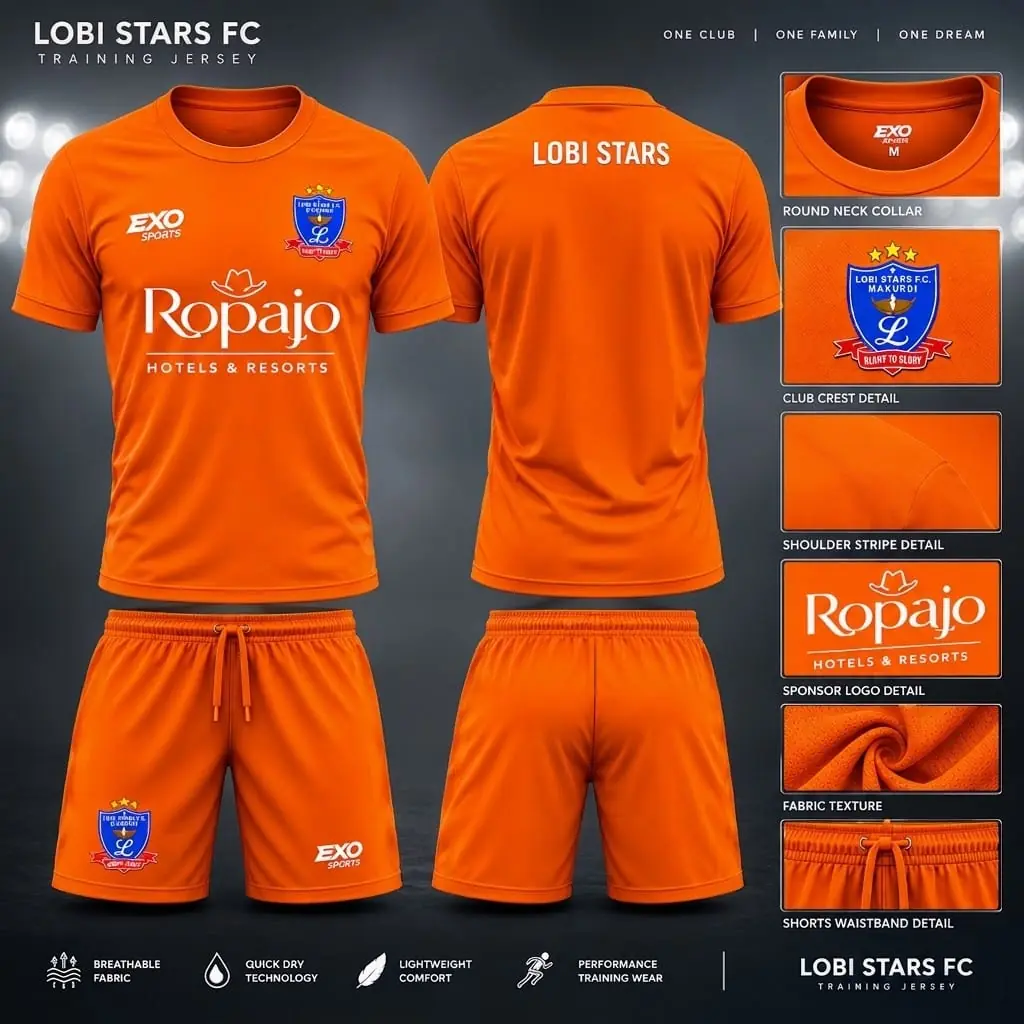 LOBI STARS FC
TRAINING JERSEY
ONE CLUB | ONE FAMILY | ONE DREAM
EXO
SPORTS
Ropajo
HOTELS & RESORTS
LOBI STARS
EXO
M
ROUND NECK COLLAR
LOBI STARS F.C.
MAKURDI
L
CLUB CREST DETAIL
SHOULDER STRIPE DETAIL
Ropajo
HOTELS & RESORTS
SPONSOR LOGO DETAIL
FABRIC TEXTURE
SHORTS WAISTBAND DETAIL
L
EXO
SPORTS
BREATHABLE
FABRIC
QUICK DRY
TECHNOLOGY
LIGHTWEIGHT
COMFORT
PERFORMANCE
TRAINING WEAR
LOBI STARS FC
TRAINING JERSEY